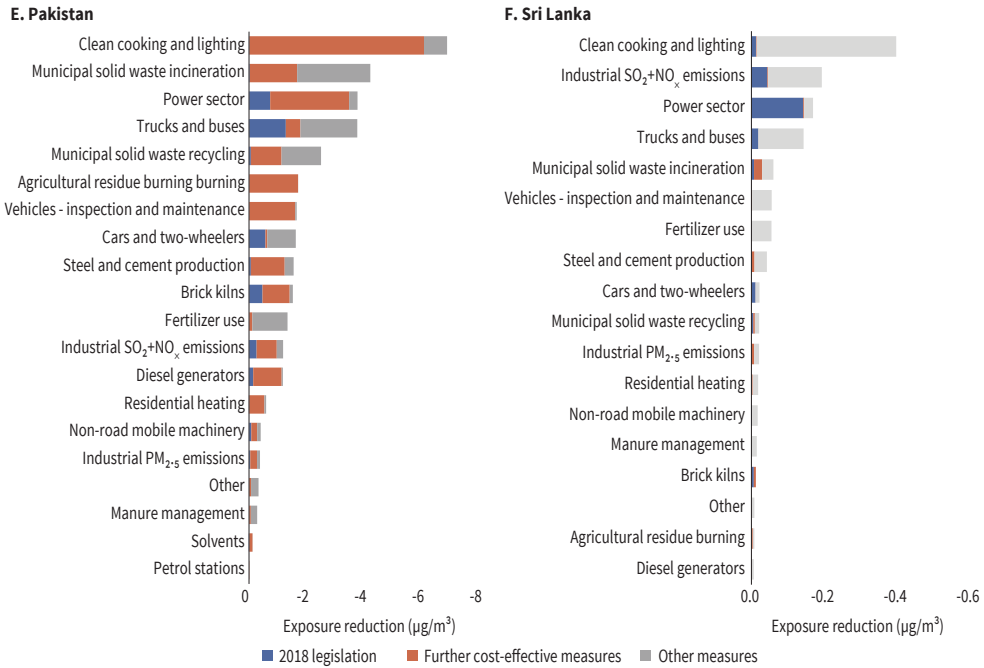 E. Pakistan
Clean cooking and lighting
Municipal solid waste incineration
Power sector
Trucks and buses
Municipal solid waste recycling
Agricultural residue burning burning
Vehicles - inspection and maintenance
Cars and two-wheelers
Steel and cement production
Brick kilns
Fertilizer use
Industrial SO₂+NOₓ emissions
Diesel generators
Residential heating
Non-road mobile machinery
Industrial PM₂.₅ emissions
Other
Manure management
Solvents
Petrol stations
0 -2 -4 -6 -8
Exposure reduction (µg/m³)
F. Sri Lanka
Clean cooking and lighting
Industrial SO₂+NOₓ emissions
Power sector
Trucks and buses
Municipal solid waste incineration
Vehicles - inspection and maintenance
Fertilizer use
Steel and cement production
Cars and two-wheelers
Municipal solid waste recycling
Industrial PM₂.₅ emissions
Residential heating
Non-road mobile machinery
Manure management
Brick kilns
Other
Agricultural residue burning
Diesel generators
0.0 -0.2 -0.4 -0.6
Exposure reduction (µg/m³)
2018 legislation Further cost-effective measures Other measures